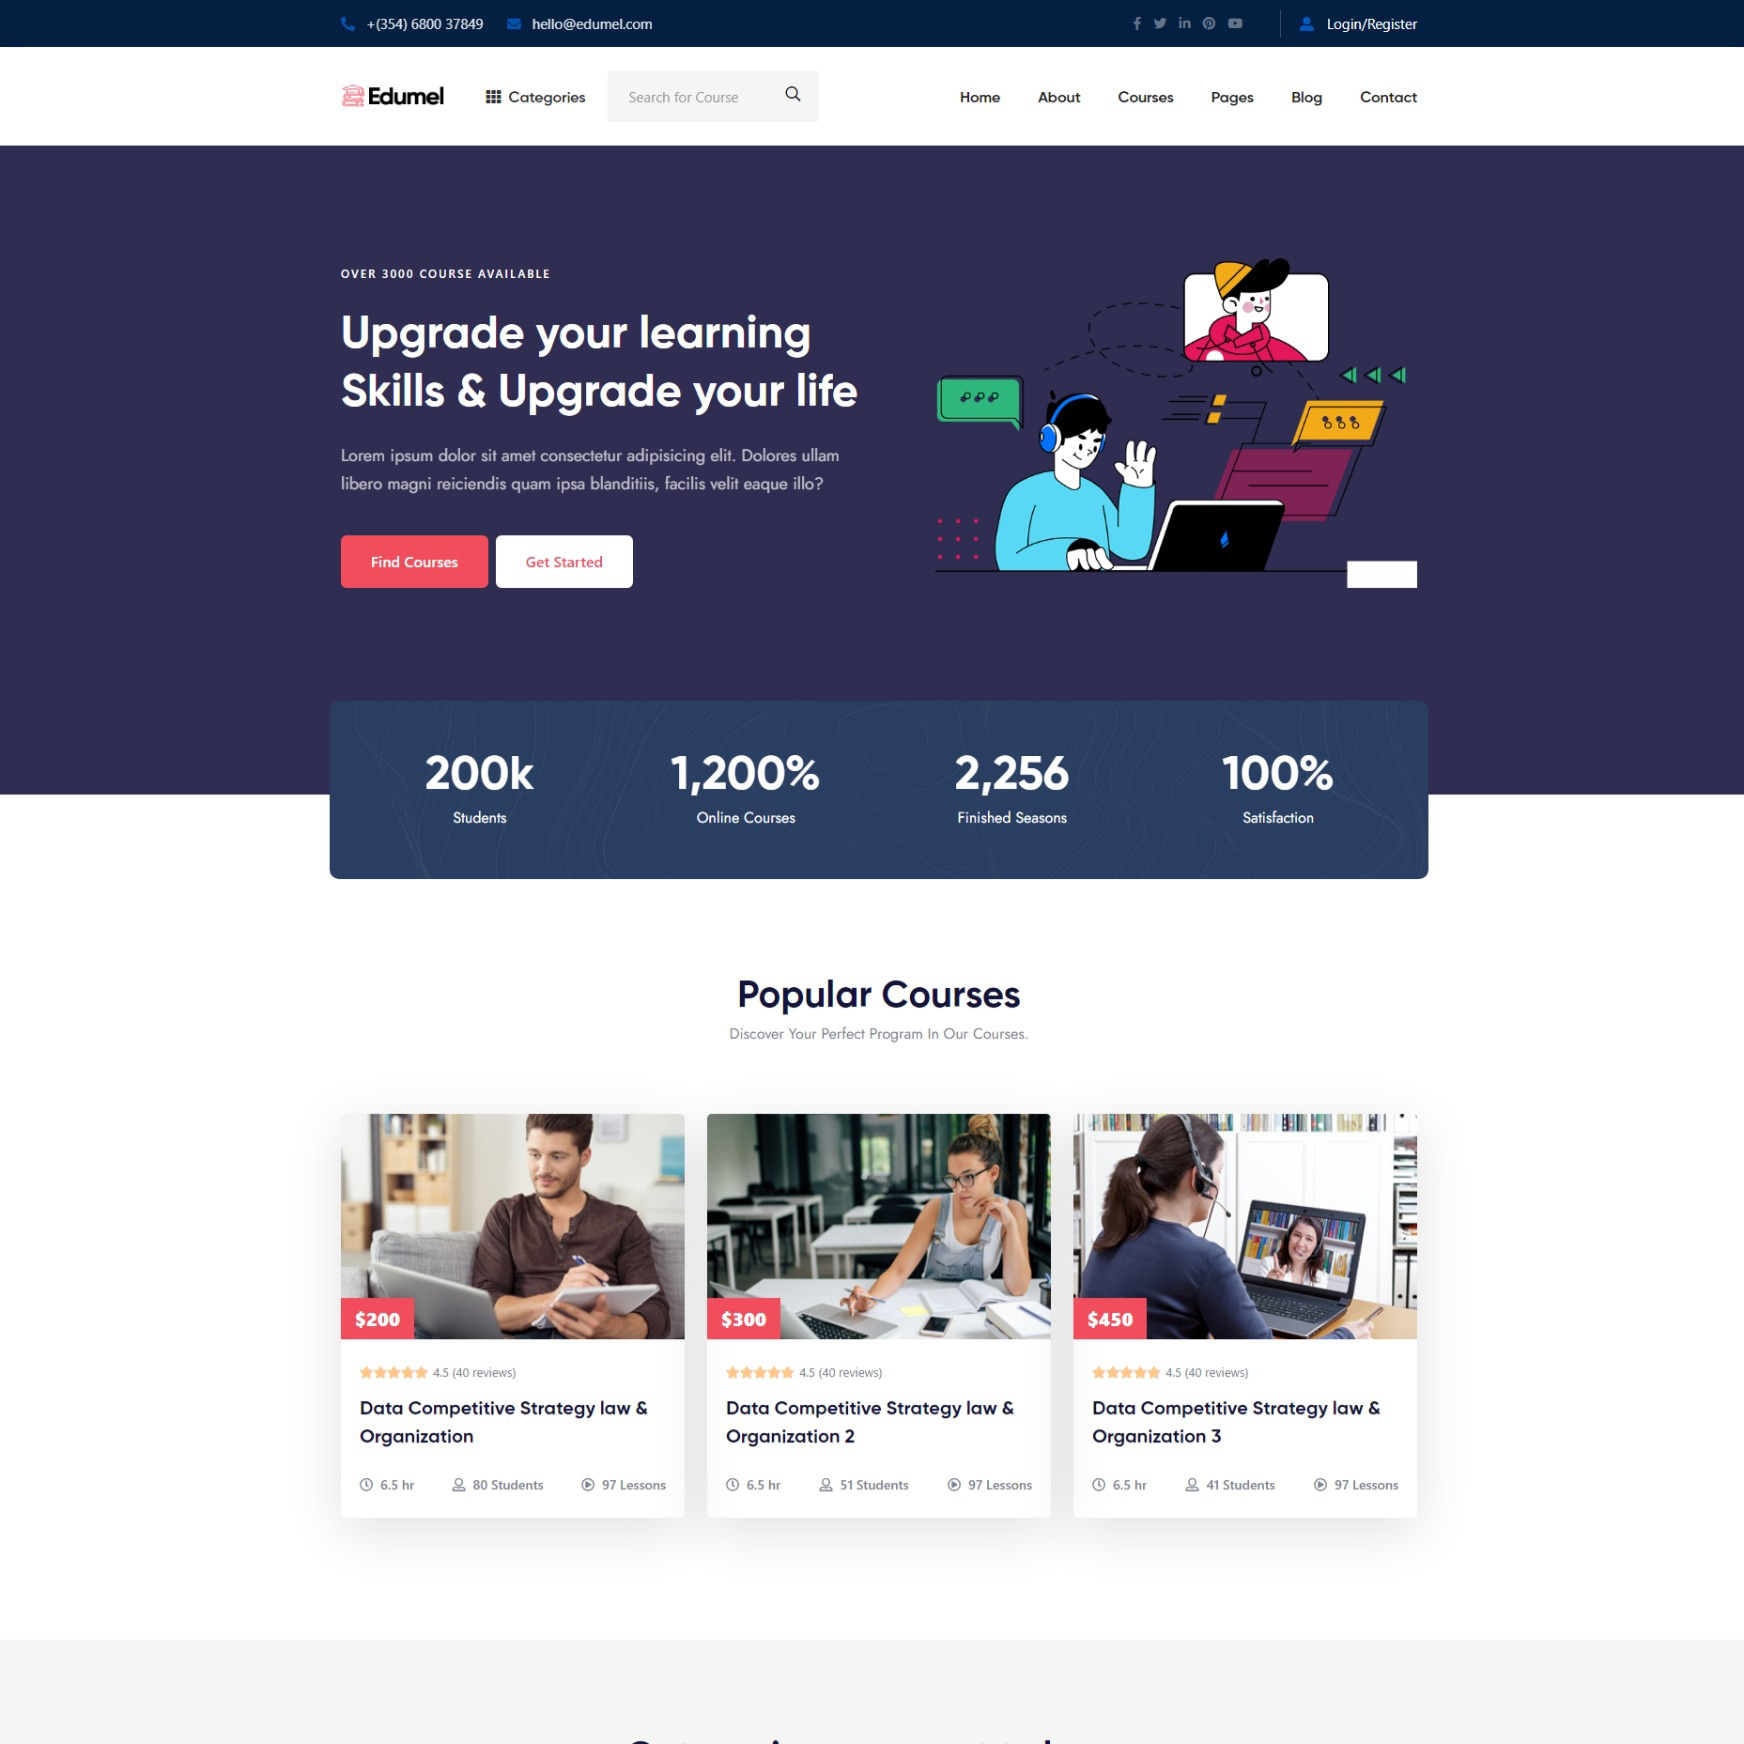 +(354) 6800 37849 hello@edumel.com Login/Register
Edumel Categories Search for Course Home About Courses Pages Blog Contact
OVER 3000 COURSE AVAILABLE
Upgrade your learning
Skills & Upgrade your life
Lorem ipsum dolor sit amet consectetur adipisicing elit. Dolores ullam
libero magni reiciendis quam ipsa blanditiis, facilis velit eaque illo?
Find Courses Get Started
200k 1,200% 2,256 100%
Students Online Courses Finished Seasons Satisfaction
Popular Courses
Discover Your Perfect Program In Our Courses.
$200
4.5 (40 reviews)
Data Competitive Strategy law &
Organization
6.5 hr 80 Students 97 Lessons
$300
4.5 (40 reviews)
Data Competitive Strategy law &
Organization 2
6.5 hr 51 Students 97 Lessons
$450
4.5 (40 reviews)
Data Competitive Strategy law &
Organization 3
6.5 hr 41 Students 97 Lessons